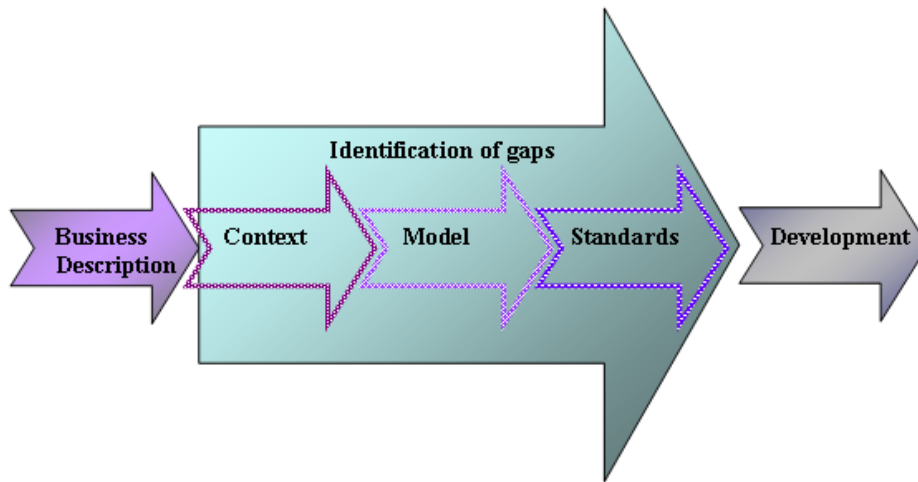 Identification of gaps
Business
Description
Context
Model
Standards
Development